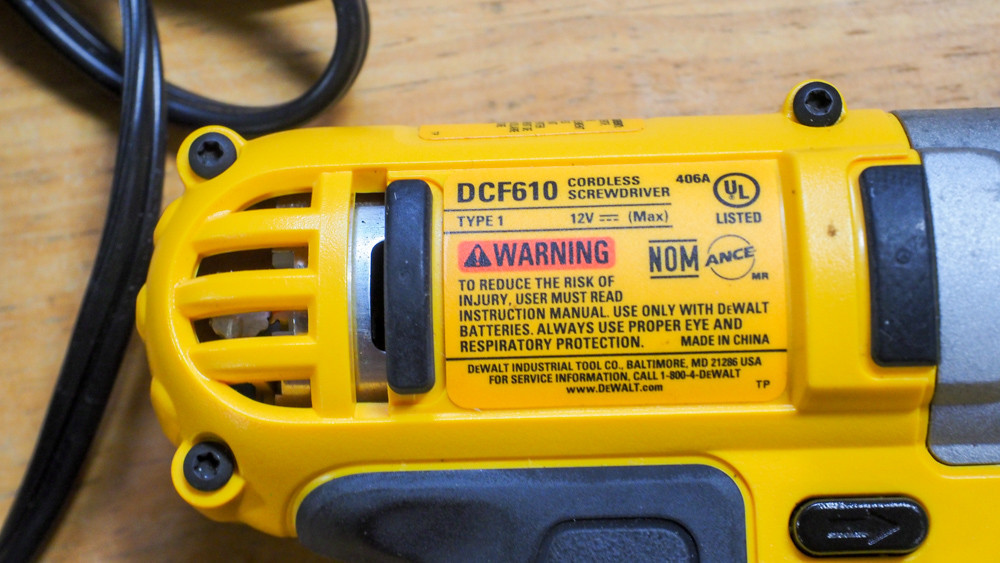 DCF610 CORDLESS SCREWDRIVER 406A UL
LISTED
TYPE 1 12V (Max)
WARNING
NOM ANCE MR
TO REDUCE THE RISK OF
INJURY, USER MUST READ
INSTRUCTION MANUAL. USE ONLY WITH DEWALT
BATTERIES. ALWAYS USE PROPER EYE AND
RESPIRATORY PROTECTION. MADE IN CHINA
DEWALT INDUSTRIAL TOOL CO., BALTIMORE, MD 21286 USA
FOR SERVICE INFORMATION, CALL 1-800-4-DEWALT
www.DEWALT.com TP